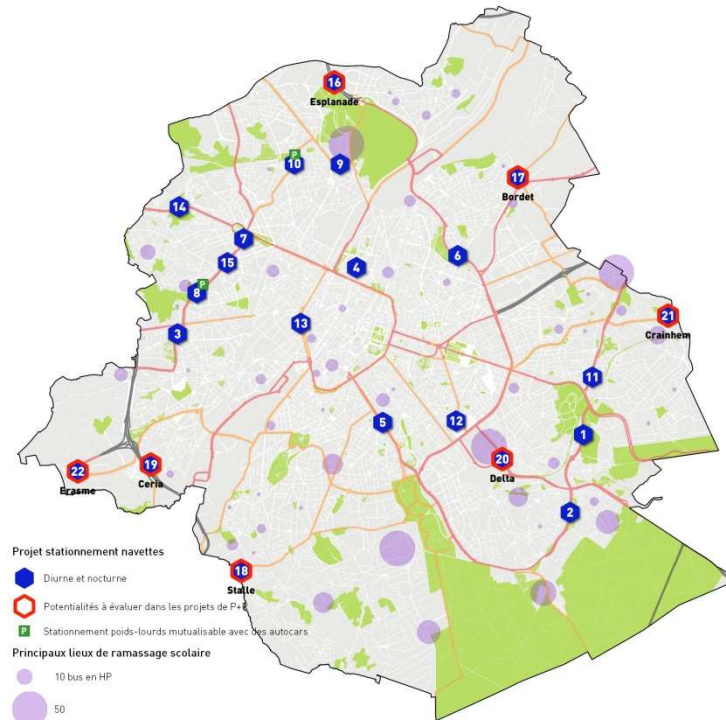 16
Esplanade
P
10
9
17
Bordet
14
7
15
6
4
P
8
13
3
21
Crainhem
11
5
12
1
22
Erasme
19
Ceria
20
Delta
2
18
Stalle
Projet stationnement navettes
Diurne et nocturne
Potentialités à évaluer dans les projets de P+
P Stationnement poids-lourds mutualisable avec des autocars
Principaux lieux de ramassage scolaire
10 bus en HP
50